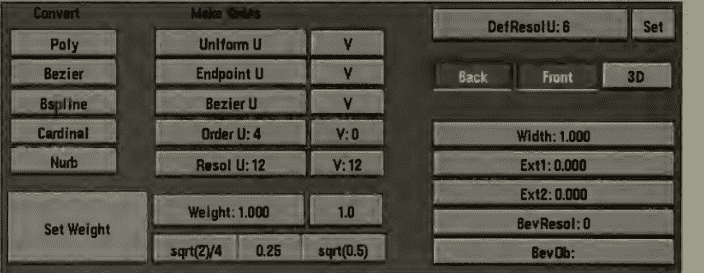 Convert Make Knots DefResolU: 6 Set
Poly Uniform U V
Bezier Endpoint U V Back Front 3D
Bspline Bezier U V
Cardinal Order U: 4 V: 0 Width: 1.000
Nurb Resol U: 12 V: 12 Ext1: 0.000
Ext2: 0.000
Set Weight Weight: 1.000 1.0 BevResol: 0
sqrt(2)/4 0.25 sqrt(0.5) BevOb: